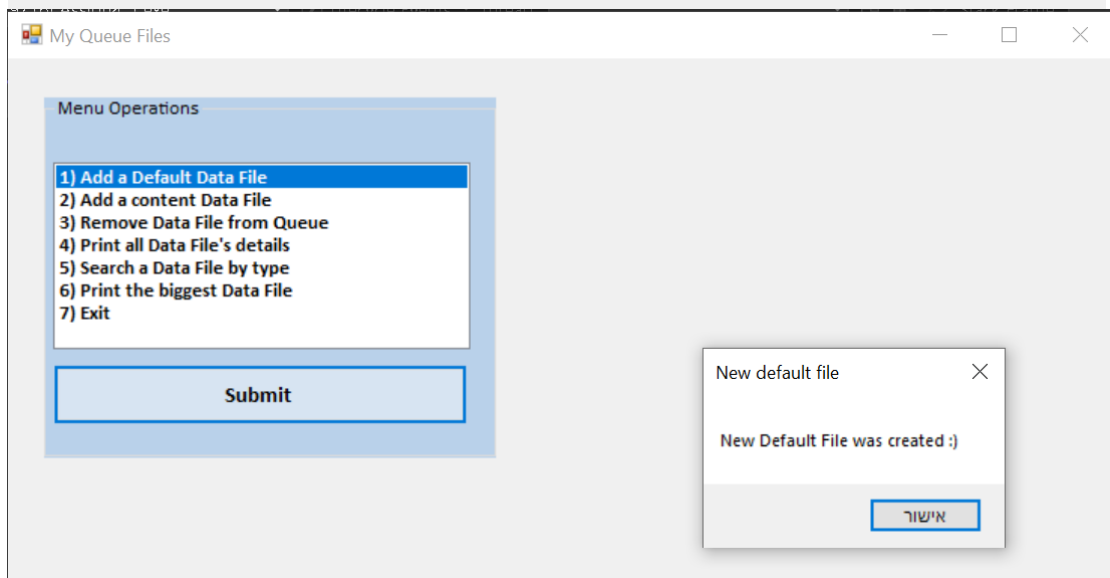 My Queue Files
Menu Operations
1) Add a Default Data File
2) Add a content Data File
3) Remove Data File from Queue
4) Print all Data File's details
5) Search a Data File by type
6) Print the biggest Data File
7) Exit
Submit
New default file
New Default File was created :)
אישור